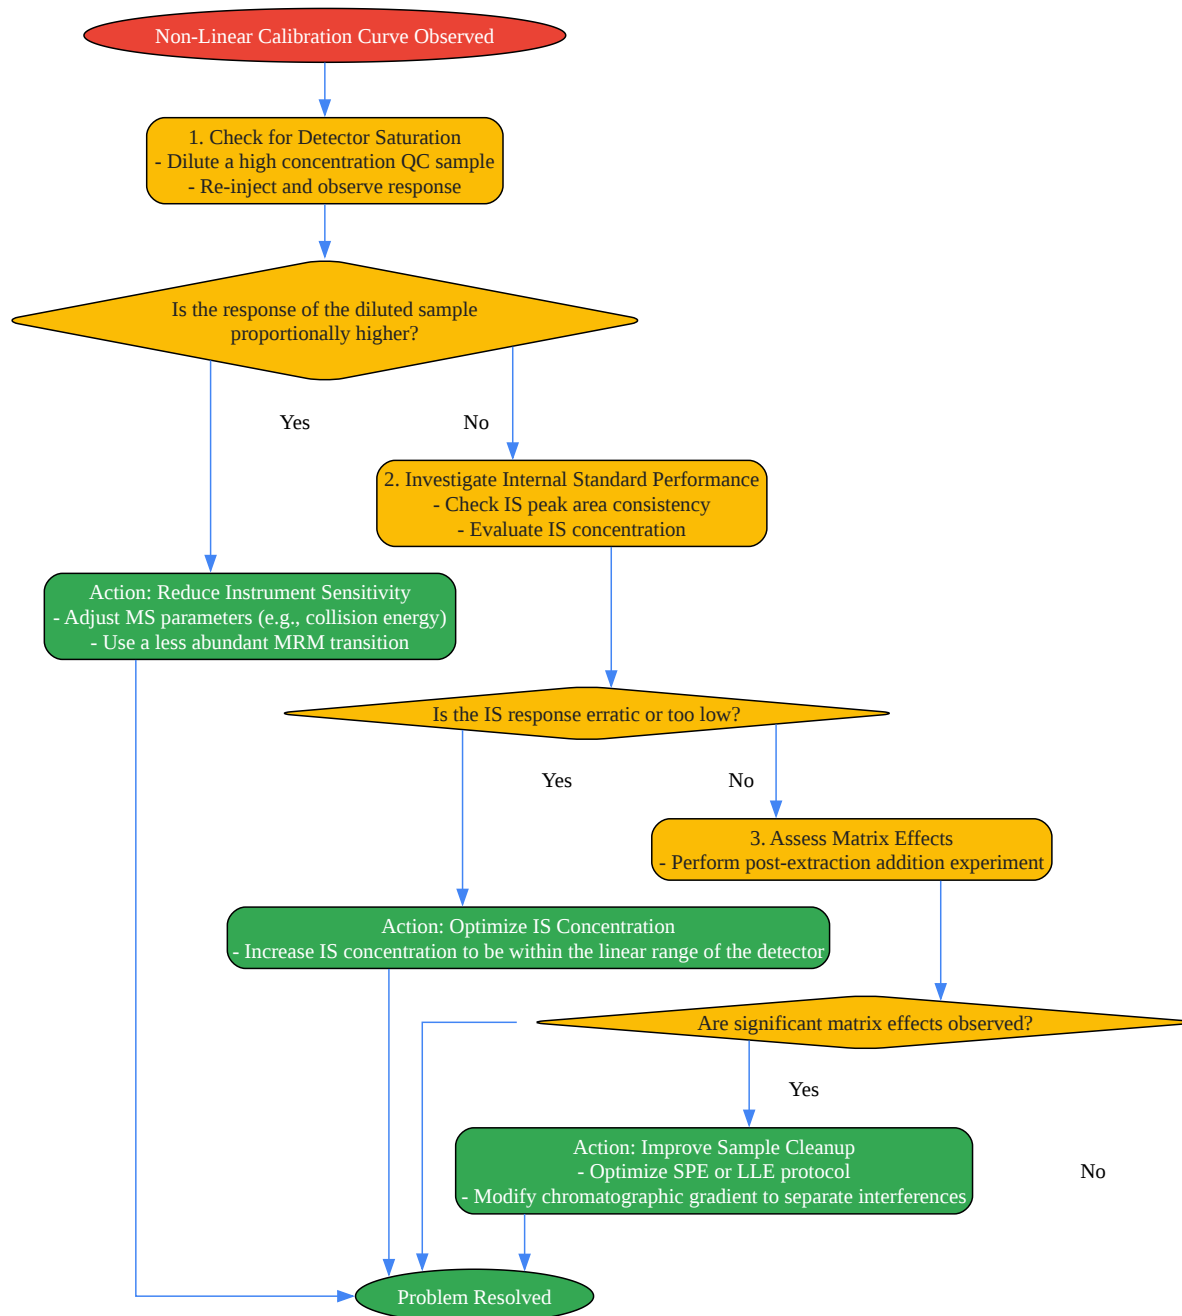 Non-Linear Calibration Curve Observed
1. Check for Detector Saturation
- Dilute a high concentration QC sample
- Re-inject and observe response
Is the response of the diluted sample
proportionally higher?
Yes
No
2. Investigate Internal Standard Performance
- Check IS peak area consistency
- Evaluate IS concentration
Action: Reduce Instrument Sensitivity
- Adjust MS parameters (e.g., collision energy)
- Use a less abundant MRM transition
Is the IS response erratic or too low?
Yes
No
3. Assess Matrix Effects
- Perform post-extraction addition experiment
Action: Optimize IS Concentration
- Increase IS concentration to be within the linear range of the detector
Are significant matrix effects observed?
Yes
Action: Improve Sample Cleanup
- Optimize SPE or LLE protocol
- Modify chromatographic gradient to separate interferences
No
Problem Resolved